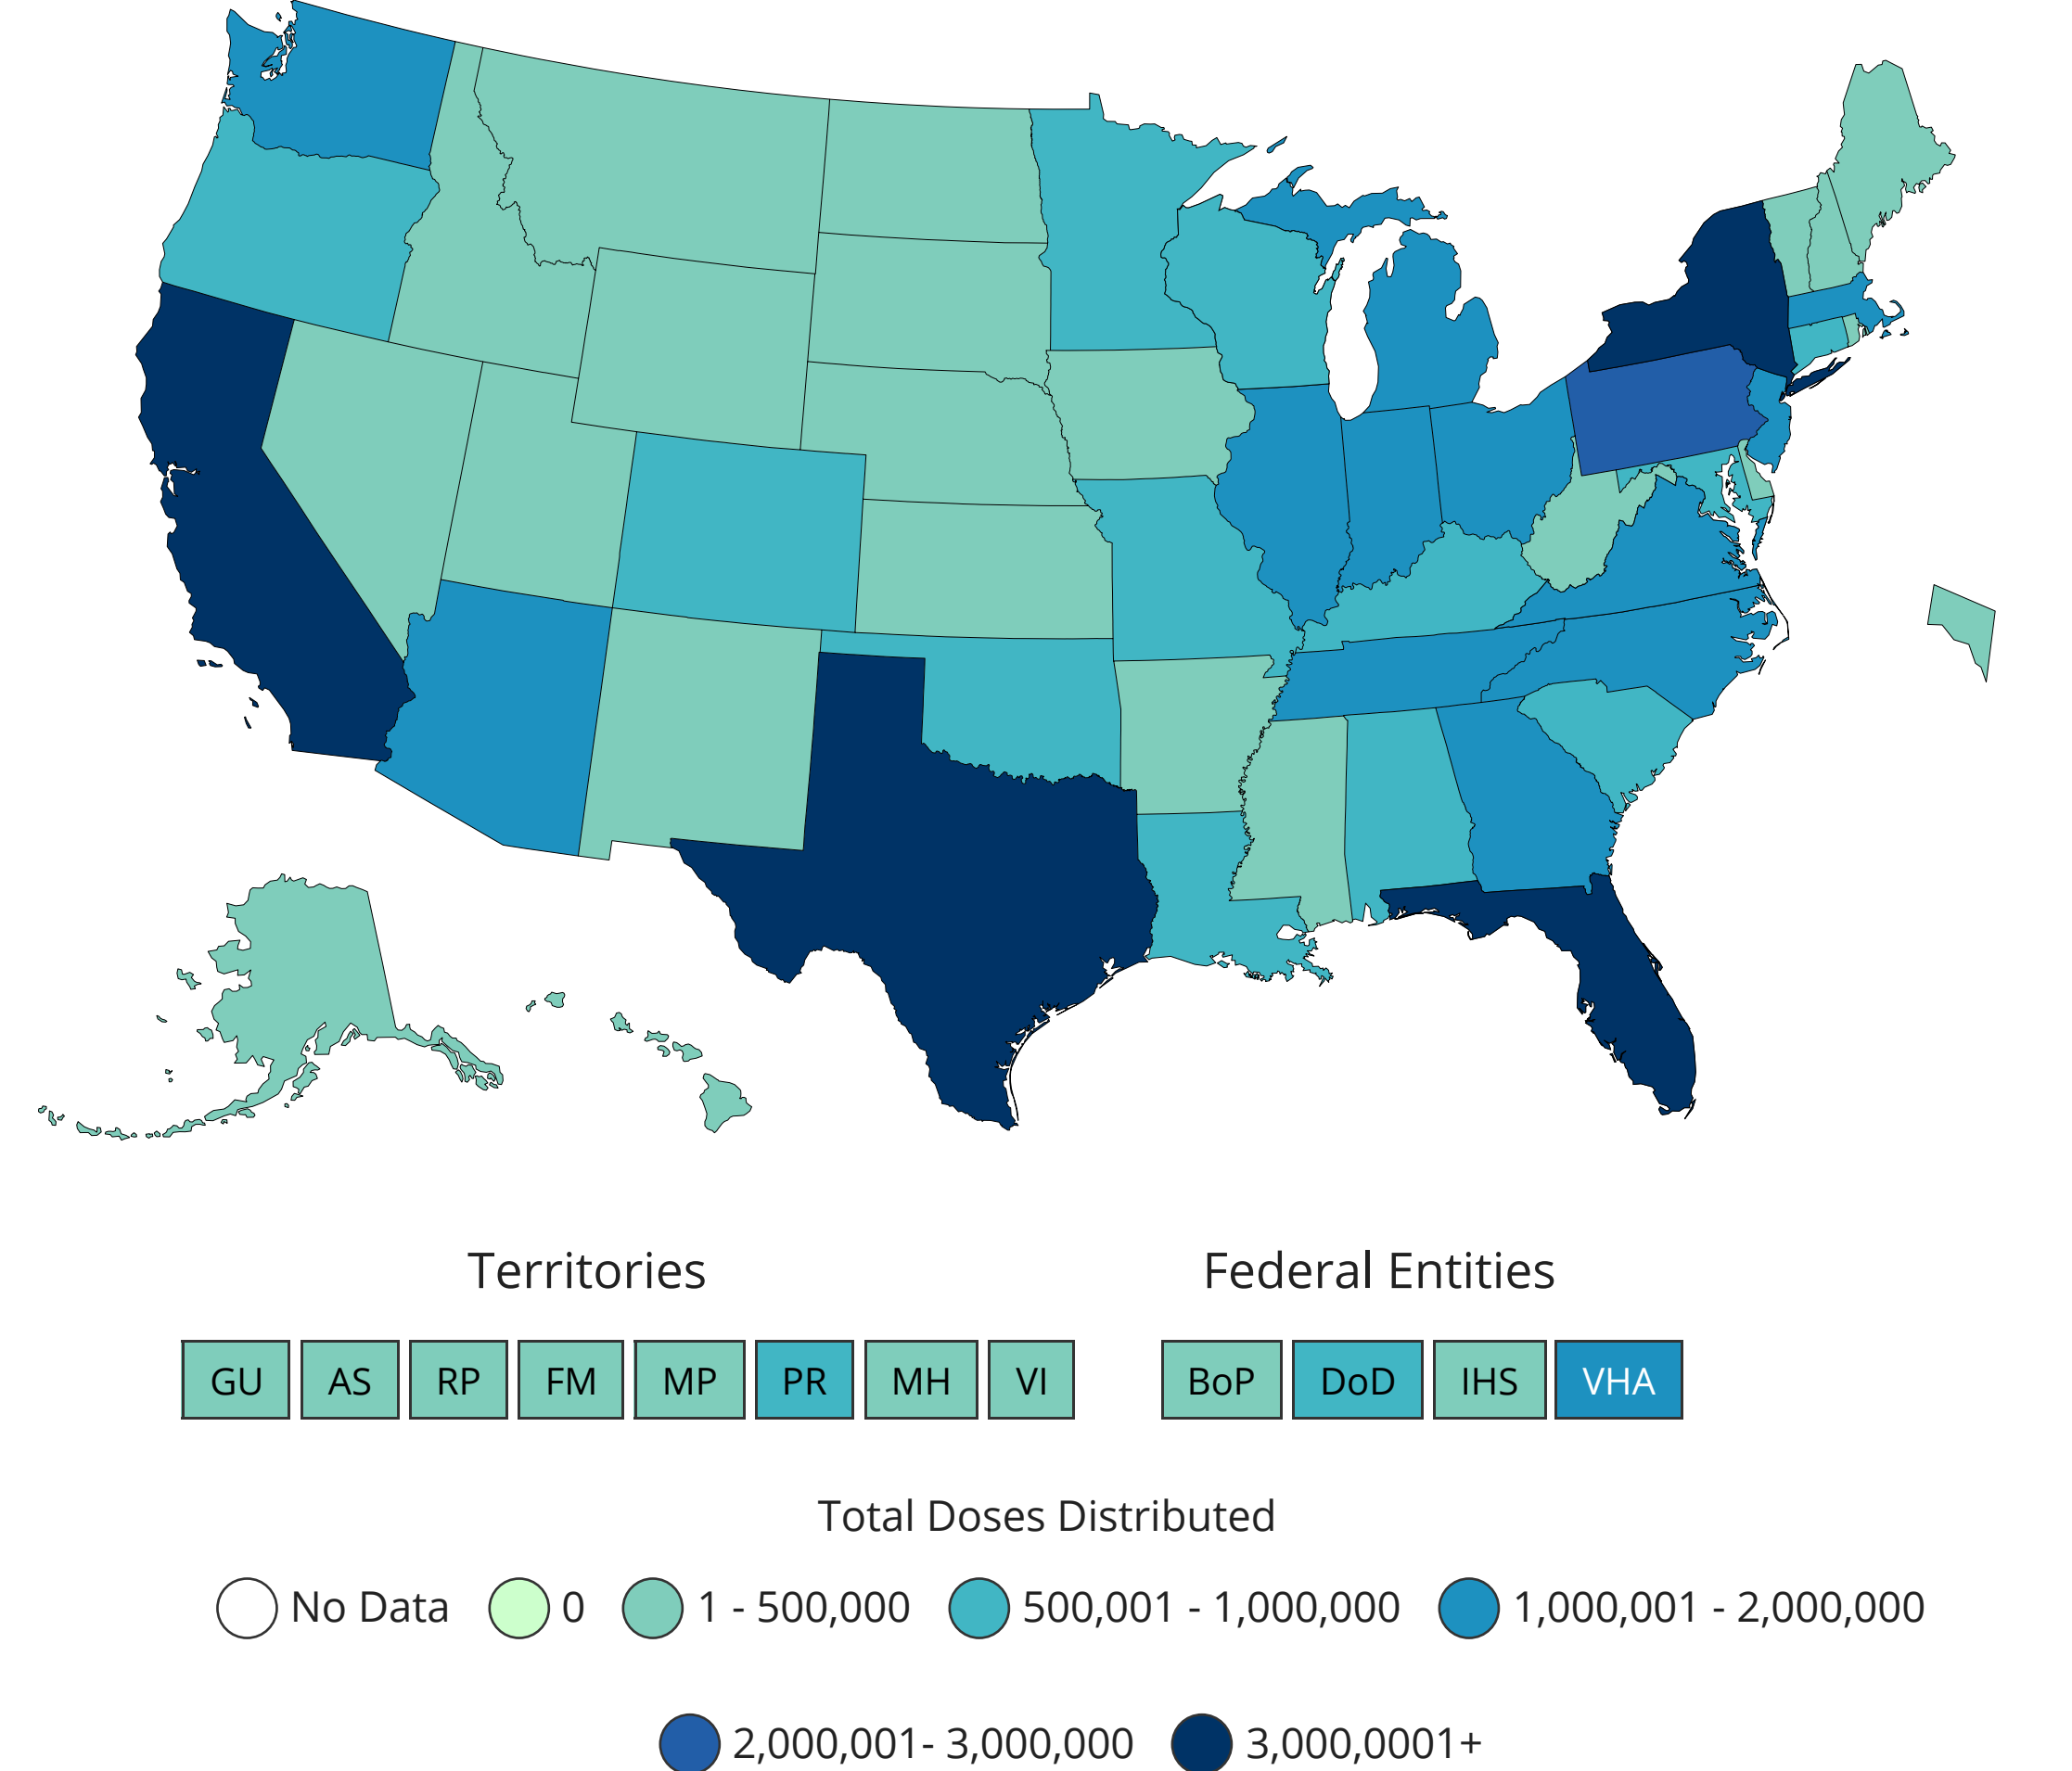 Territories
Federal Entities
GU AS RP FM MP PR MH VI
BoP DoD IHS VHA
Total Doses Distributed
No Data 0 1 - 500,000 500,001 - 1,000,000 1,000,001 - 2,000,000
2,000,001- 3,000,000 3,000,0001+